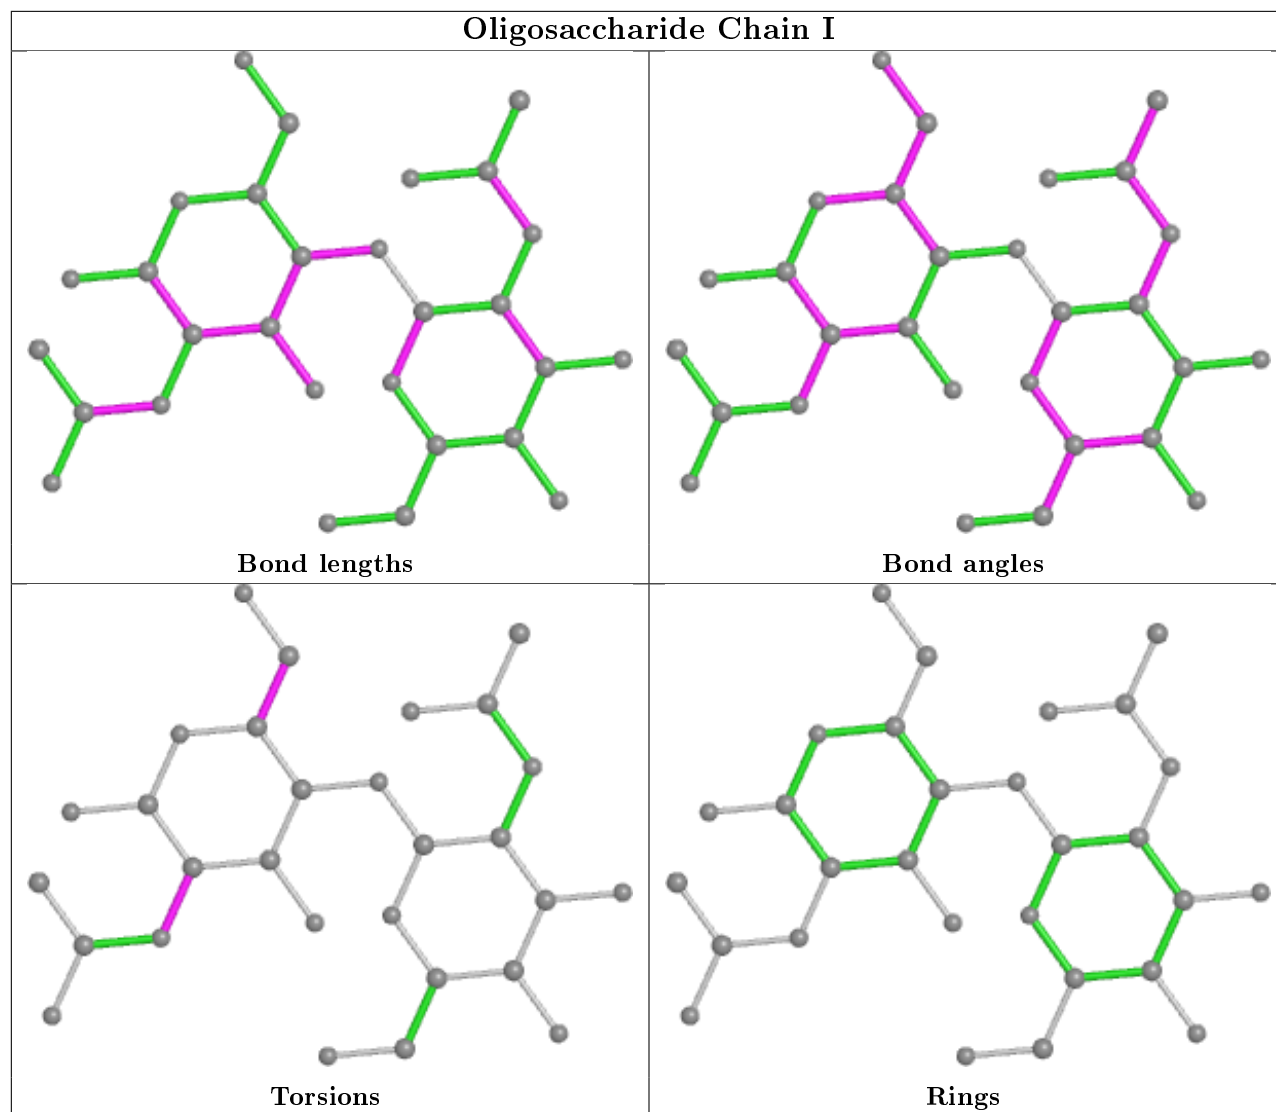 Oligosaccharide Chain I
Bond lengths
Bond angles
Torsions
Rings